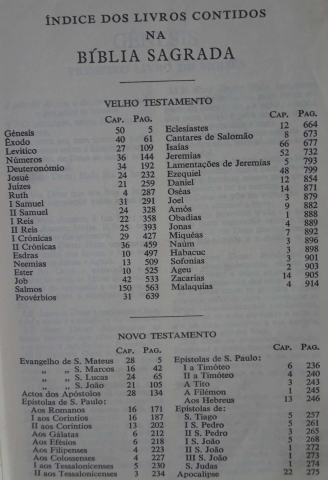 ÍNDICE DOS LIVROS CONTIDOS
NA
BÍBLIA SAGRADA
VELHO TESTAMENTO
CAP. PAG.
Génesis 50 5
Êxodo 40 61
Levítico 27 109
Números 36 144
Deuteronómio 34 192
Josué 24 232
Juízes 21 259
Ruth 4 287
I Samuel 31 291
II Samuel 24 328
I Reis 22 358
II Reis 25 393
I Crónicas 29 427
II Crónicas 36 459
Esdras 10 497
Neemias 13 509
Ester 10 525
Job 42 533
Salmos 150 563
Provérbios 31 639
CAP. PAG.
Eclesiastes 12 664
Cantares de Salomão 8 673
Isaías 66 677
Jeremias 52 732
Lamentações de Jeremias 5 793
Ezequiel 48 799
Daniel 12 854
Oséas 14 871
Joel 3 879
Amós 9 882
Obadias 1 888
Jonas 4 889
Miquéas 7 892
Naúm 3 896
Habacuc 3 898
Sofonias 3 901
Ageu 2 903
Zacarias 14 905
Malaquias 4 914
NOVO TESTAMENTO
CAP. PAG.
Evangelho de S. Mateus 28 5
„ „ S. Marcos 16 42
„ „ S. Lucas 24 65
„ „ S. João 21 105
Actos dos Apóstolos 28 134
Epístolas de S. Paulo:
Aos Romanos 16 171
I aos Coríntios 16 187
II aos Coríntios 13 202
Aos Gálatas 6 212
Aos Efésios 6 218
Aos Filipenses 4 223
Aos Colossenses 4 227
I aos Tessalonicenses 5 230
II aos Tessalonicenses 3 234
CAP. PAG.
Epístolas de S. Paulo:
I a Timóteo 6 236
II a Timóteo 4 240
A Tito 3 243
A Filémon 1 245
Aos Hebreus 13 246
Epístolas de:
S. Tiago 5 257
I S. Pedro 5 261
II S. Pedro 3 265
I S. João 5 268
II S. João 1 272
III S. João 1 273
S. Judas 1 274
Apocalipse 22 275